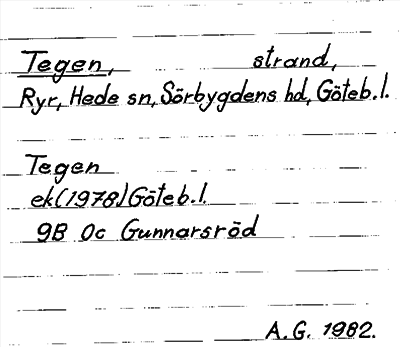 Tegen, strand,
Ryr, Hede sn, Sörbygdens hd, Göteb.l.
Tegen
ek(1978)Göteb.l.
9B 0c Gunnarsröd
A.G. 1982.